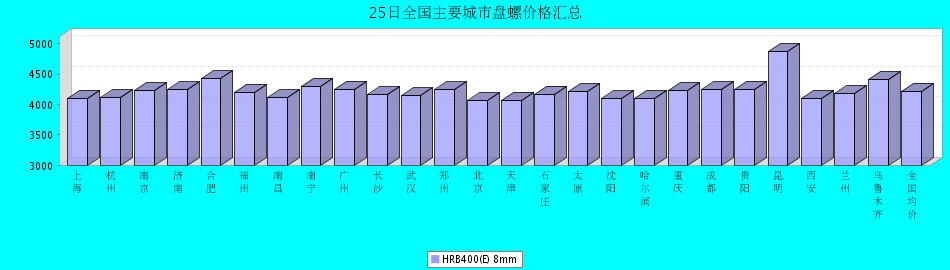 25日全国主要城市盘螺价格汇总
5000
4500
4000
3500
3000
上海
杭州
南京
济南
合肥
福州
南昌
南宁
广州
长沙
武汉
郑州
北京
天津
石家庄
太原
沈阳
哈尔滨
重庆
成都
贵阳
昆明
西安
兰州
乌鲁木齐
全国均价
HRB400(E) 8mm